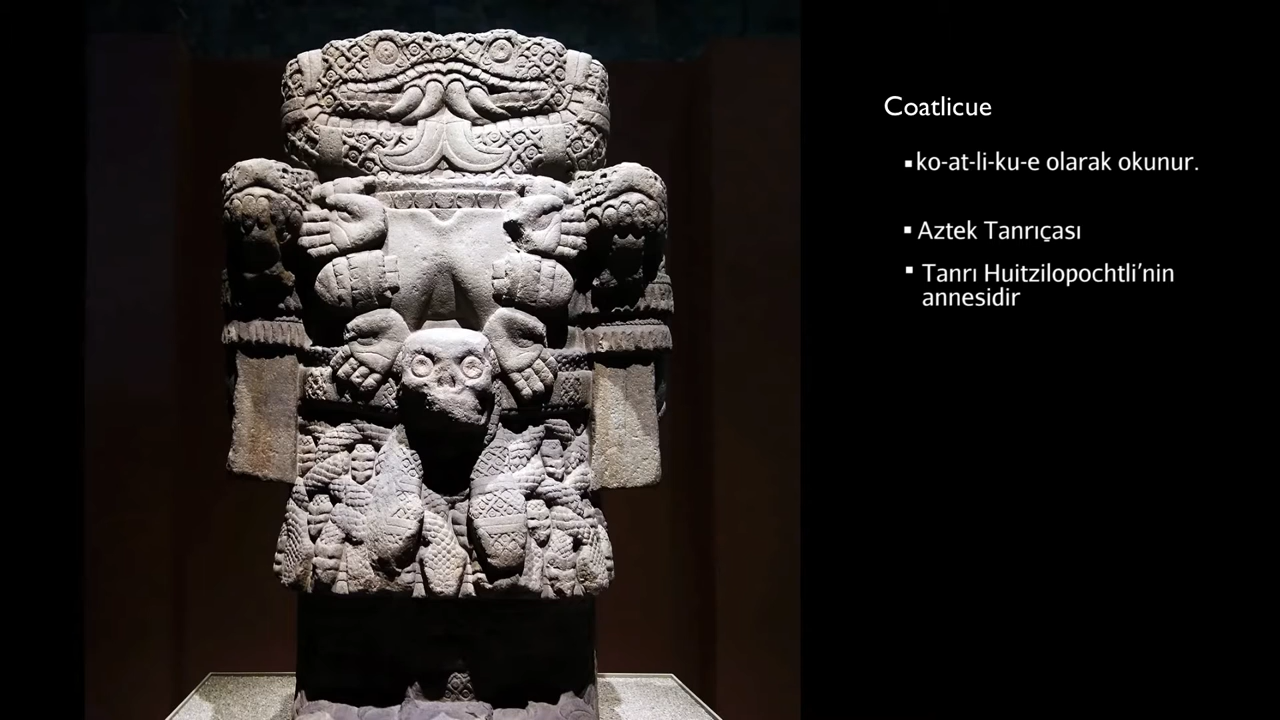 Coatlicue
▪ko-at-li-ku-e olarak okunur.
▪ Aztek Tanrıçası
▪ Tanrı Huitzilopochtli’nin
annesidir